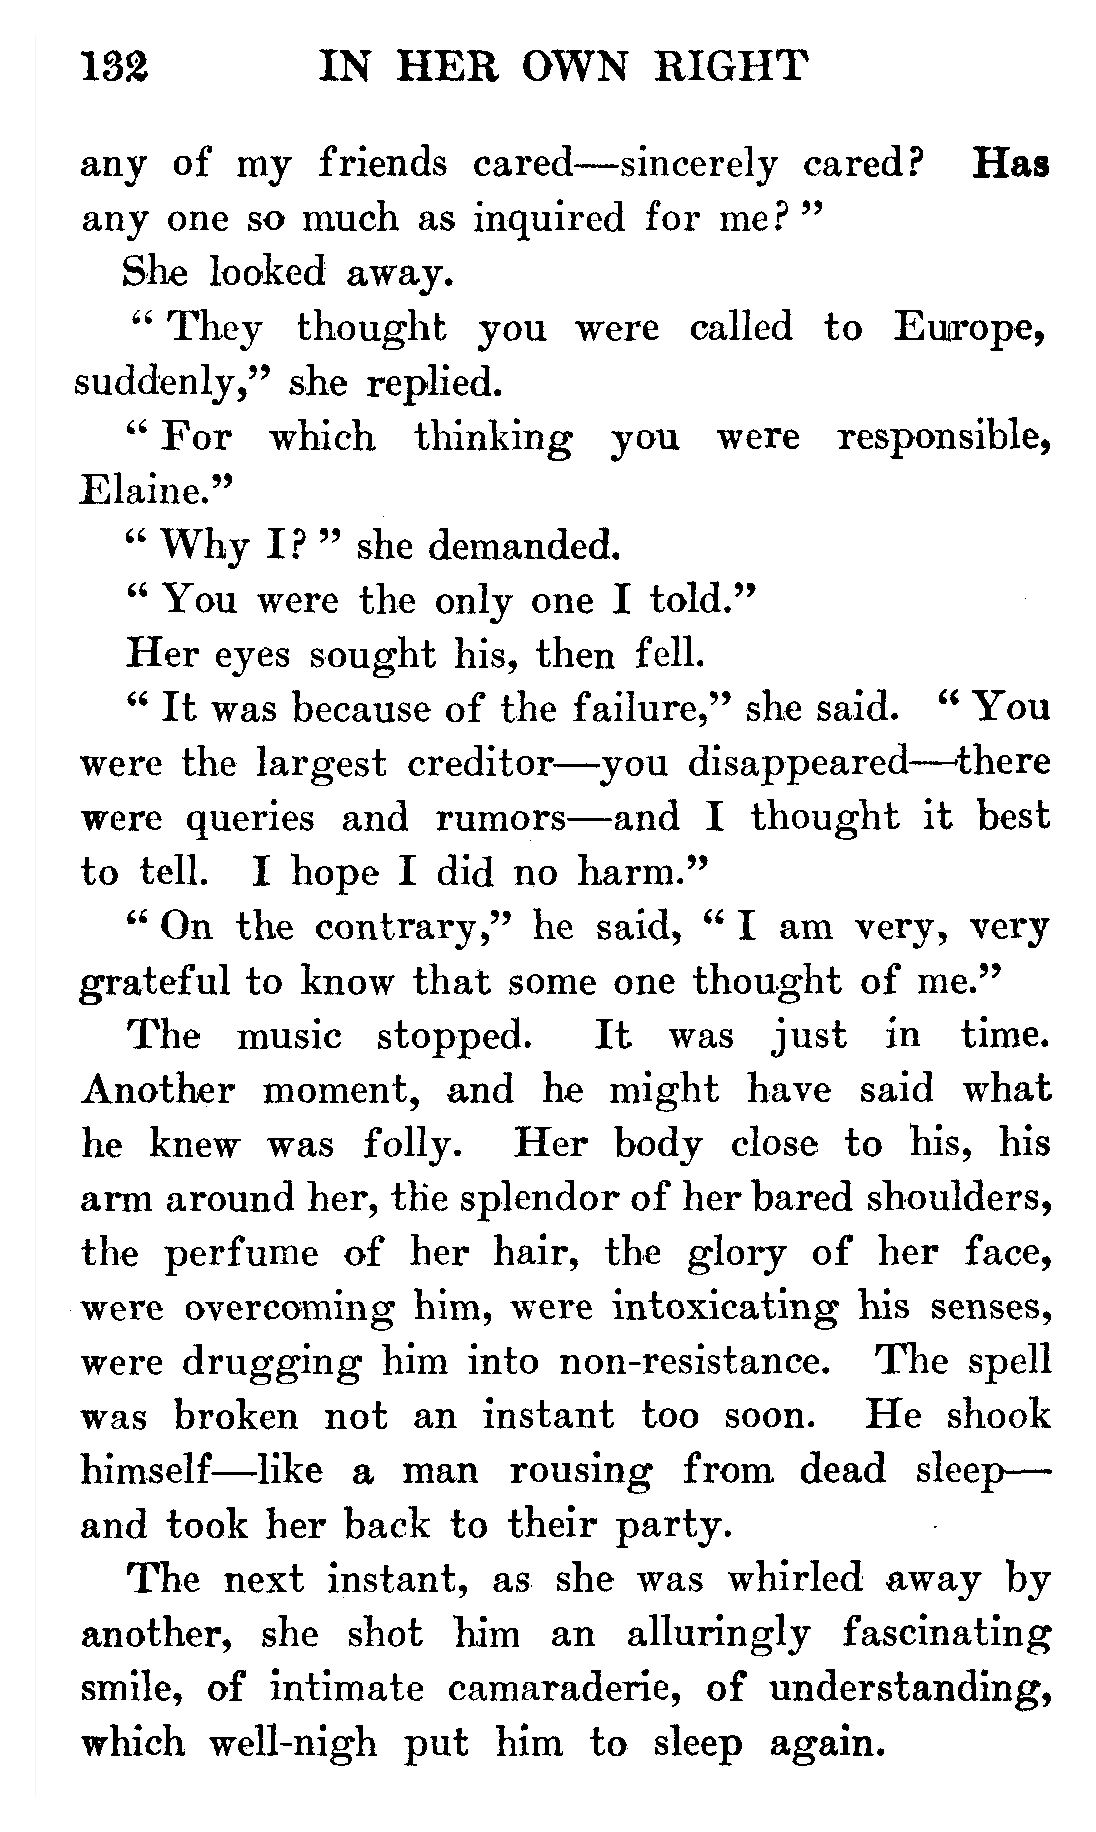 132 IN HER OWN RIGHT
any of my friends cared—sincerely cared? Has
any one so much as inquired for me?"
She looked away.
"They thought you were called to Europe,
suddenly," she replied.
"For which thinking you were responsible,
Elaine."
"Why I?" she demanded.
"You were the only one I told."
Her eyes sought his, then fell.
"It was because of the failure," she said. "You
were the largest creditor—you disappeared—there
were queries and rumors—and I thought it best
to tell. I hope I did no harm."
"On the contrary," he said, "I am very, very
grateful to know that some one thought of me."
The music stopped. It was just in time.
Another moment, and he might have said what
he knew was folly. Her body close to his, his
arm around her, the splendor of her bared shoulders,
the perfume of her hair, the glory of her face,
were overcoming him, were intoxicating his senses,
were drugging him into non-resistance. The spell
was broken not an instant too soon. He shook
himself—like a man rousing from dead sleep—
and took her back to their party.
The next instant, as she was whirled away by
another, she shot him an alluringly fascinating
smile, of intimate camaraderie, of understanding,
which well-nigh put him to sleep again.